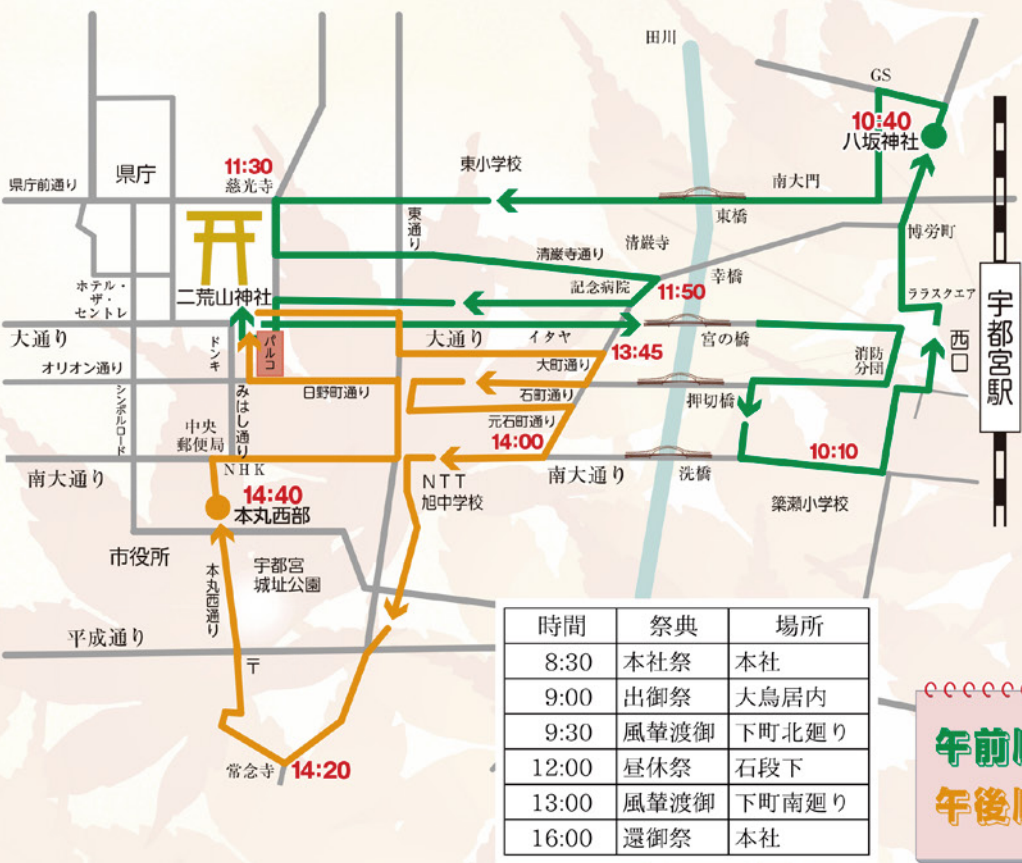 田川
GS
10:40
八坂神社
県庁
11:30
慈光寺
東小学校
南大門
県庁前通り
東橋
東通り
博労町
清巌寺
清巌寺通り
幸橋
記念病院
11:50
ララスクエア
ホテル・
ザ・
セントレ
二荒山神社
西口
宇都宮駅
大通り
ドンキ
パルコ
大通り
イタヤ
宮の橋
消防
分団
13:45
大町通り
オリオン通り
シンボルロード
みはし通り
日野町通り
石町通り
押切橋
元石町通り
中央
郵便局
14:00
10:10
NHK
南大通り
NTT
旭中学校
南大通り
洗橋
簗瀬小学校
14:40
本丸西部
市役所
宇都宮
城址公園
本丸西通り
平成通り
〒
常念寺
14:20
時間 祭典 場所
8:30 本社祭 本社
9:00 出御祭 大鳥居内
9:30 風輦渡御 下町北廻り
12:00 昼休祭 石段下
13:00 風輦渡御 下町南廻り
16:00 還御祭 本社
午前
午後